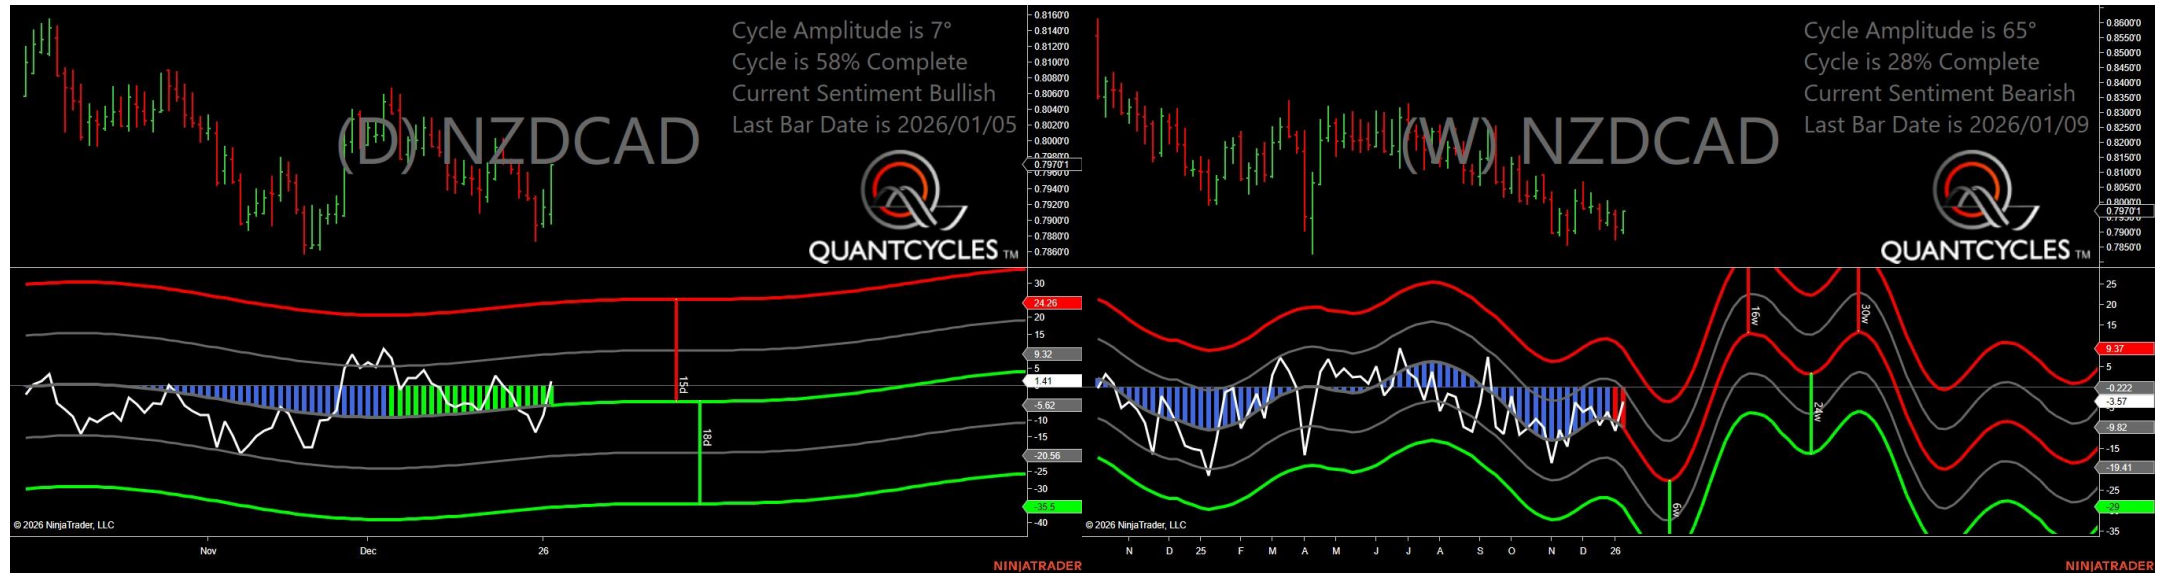 Cycle Amplitude is 7°
Cycle is 58% Complete
Current Sentiment Bullish
Last Bar Date is 2026/01/05
(D) NZDCAD
QUANTCYCLES TM
0.8160'0
0.8140'0
0.8120'0
0.8100'0
0.8080'0
0.8060'0
0.8040'0
0.8020'0
0.8000'0
0.7980'0
0.7970'1
0.7960'0
0.7940'0
0.7920'0
0.7900'0
0.7880'0
0.7860'0
30
24.26
20
15
9.32
5
1.41
-5.62
-10
-15
-20.56
-25
-30
-35.5
-40
15d
18d
© 2026 NinjaTrader, LLC
Nov
Dec
26
NINJATRADER
Cycle Amplitude is 65°
Cycle is 28% Complete
Current Sentiment Bearish
Last Bar Date is 2026/01/09
(W) NZDCAD
QUANTCYCLES TM
0.8600'0
0.8550'0
0.8500'0
0.8450'0
0.8400'0
0.8350'0
0.8300'0
0.8250'0
0.8200'0
0.8150'0
0.8100'0
0.8050'0
0.8000'0
0.7970'1
0.7900'0
0.7850'0
25
20
15
9.37
5
-0.222
-3.57
-9.82
-15
-19.41
-25
-29
-35
16w
30w
24w
6w
© 2026 NinjaTrader, LLC
N
D
25
F
M
A
M
J
J
A
S
O
N
D
26
NINJATRADER